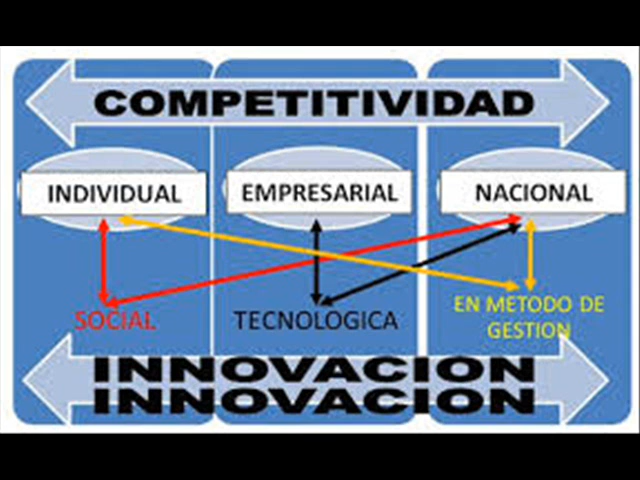 COMPETITIVIDAD
INDIVIDUAL
EMPRESARIAL
NACIONAL
SOCIAL
TECNOLOGICA
EN METODO DE
GESTION
INNOVACION
INNOVACION